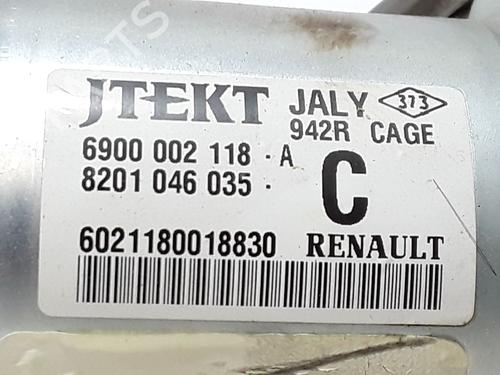 JTEKT JALY 373
942R CAGE
6900 002 118 - A
8201 046 035 - C
6021180018830 RENAULT